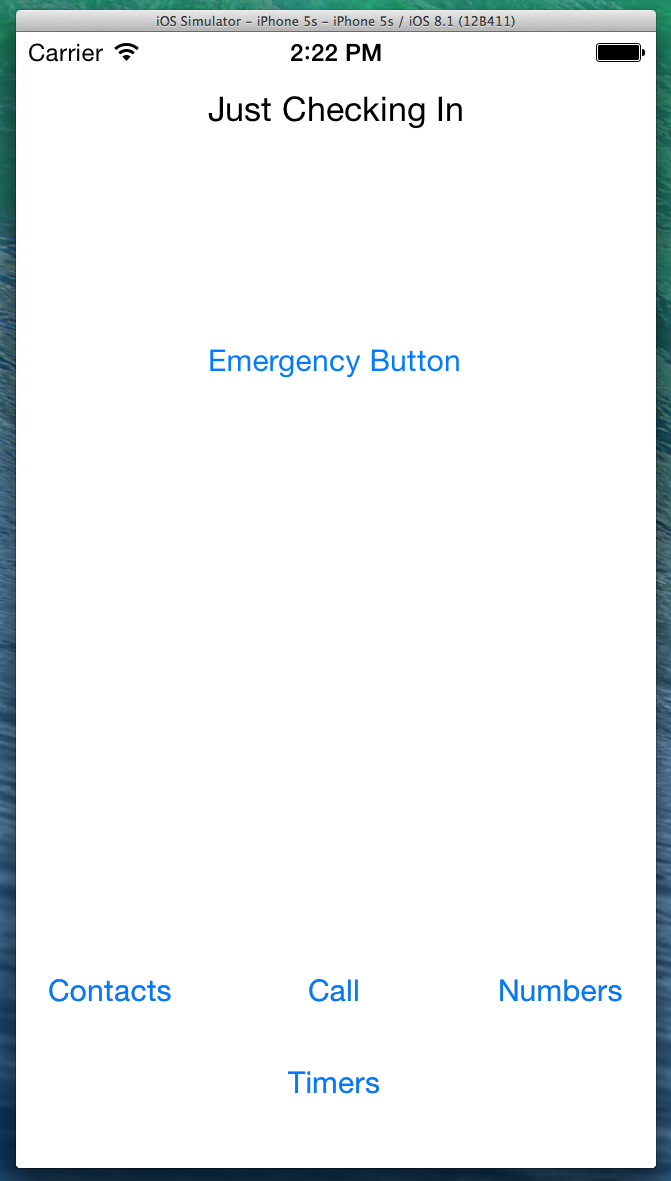 iOS Simulator - iPhone 5s - iPhone 5s / iOS 8.1 (12B411)
Carrier 2:22 PM
Just Checking In
Emergency Button
Contacts Call Numbers
Timers